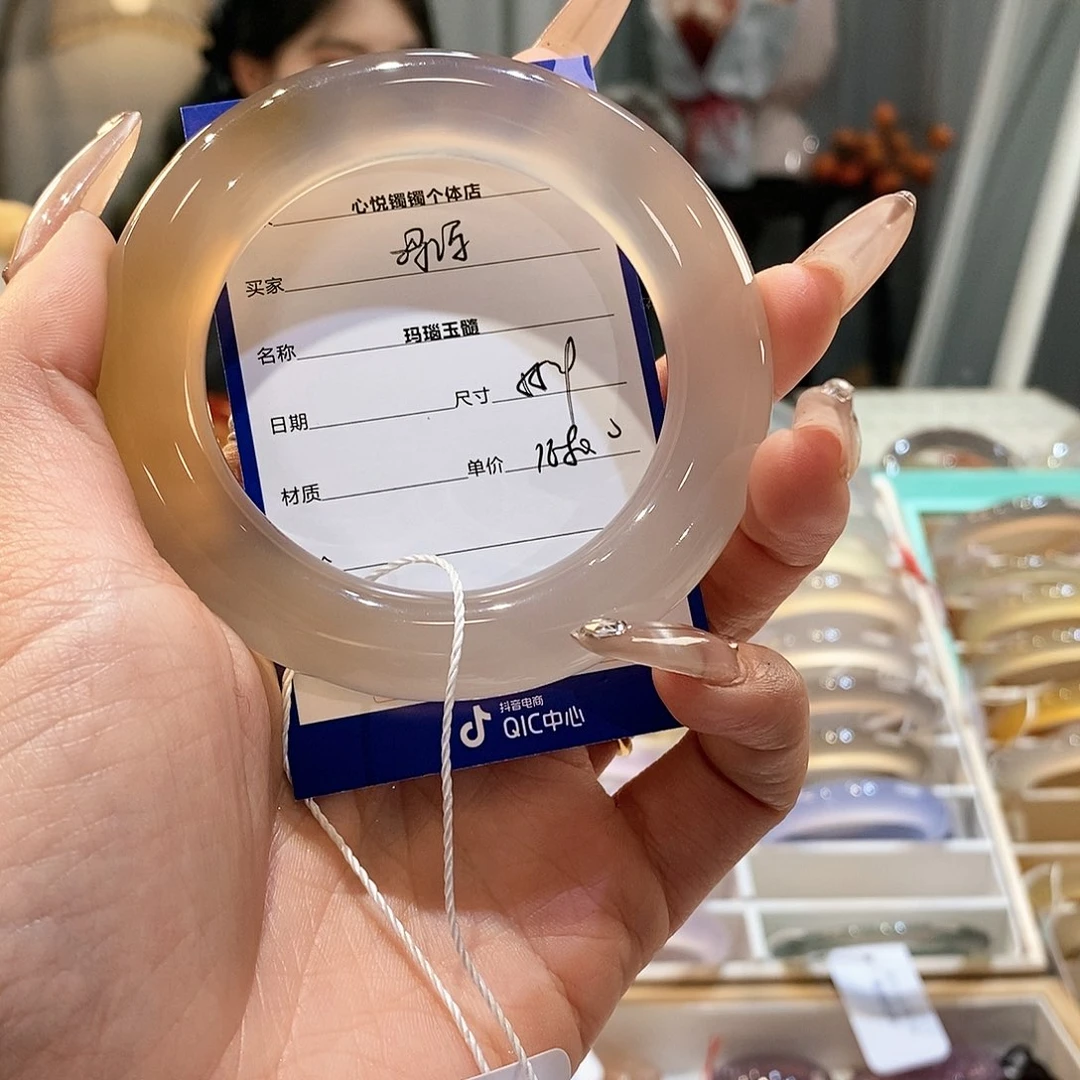 心悦镯镯个体店
买家
名称 玛瑙玉髓
日期 尺寸
材质 单价
抖音电商
QIC中心